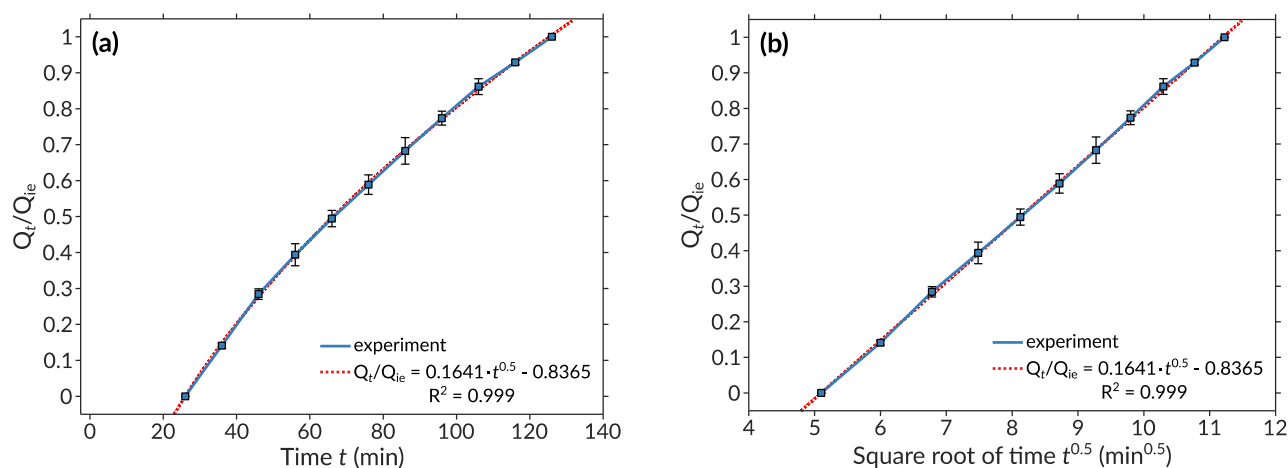 (a)
1
0.9
0.8
0.7
0.6
0.5
0.4
0.3
0.2
0.1
0
Qt/Qie
experiment
Qt/Qie = 0.1641·t0.5 - 0.8365
R2 = 0.999
0 20 40 60 80 100 120 140
Time t (min)
(b)
1
0.9
0.8
0.7
0.6
0.5
0.4
0.3
0.2
0.1
0
Qt/Qie
experiment
Qt/Qie = 0.1641·t0.5 - 0.8365
R2 = 0.999
4 5 6 7 8 9 10 11 12
Square root of time t0.5 (min0.5)